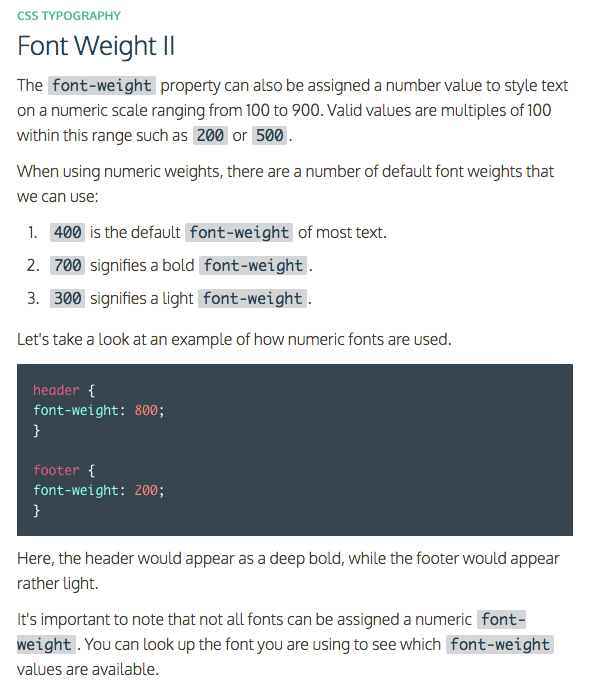 CSS TYPOGRAPHY
Font Weight II
The font-weight property can also be assigned a number value to style text
on a numeric scale ranging from 100 to 900. Valid values are multiples of 100
within this range such as 200 or 500 .
When using numeric weights, there are a number of default font weights that
we can use:
1. 400 is the default font-weight of most text.
2. 700 signifies a bold font-weight .
3. 300 signifies a light font-weight .
Let's take a look at an example of how numeric fonts are used.
header {
font-weight: 800;
}
footer {
font-weight: 200;
}
Here, the header would appear as a deep bold, while the footer would appear
rather light.
It's important to note that not all fonts can be assigned a numeric font-
weight . You can look up the font you are using to see which font-weight
values are available.